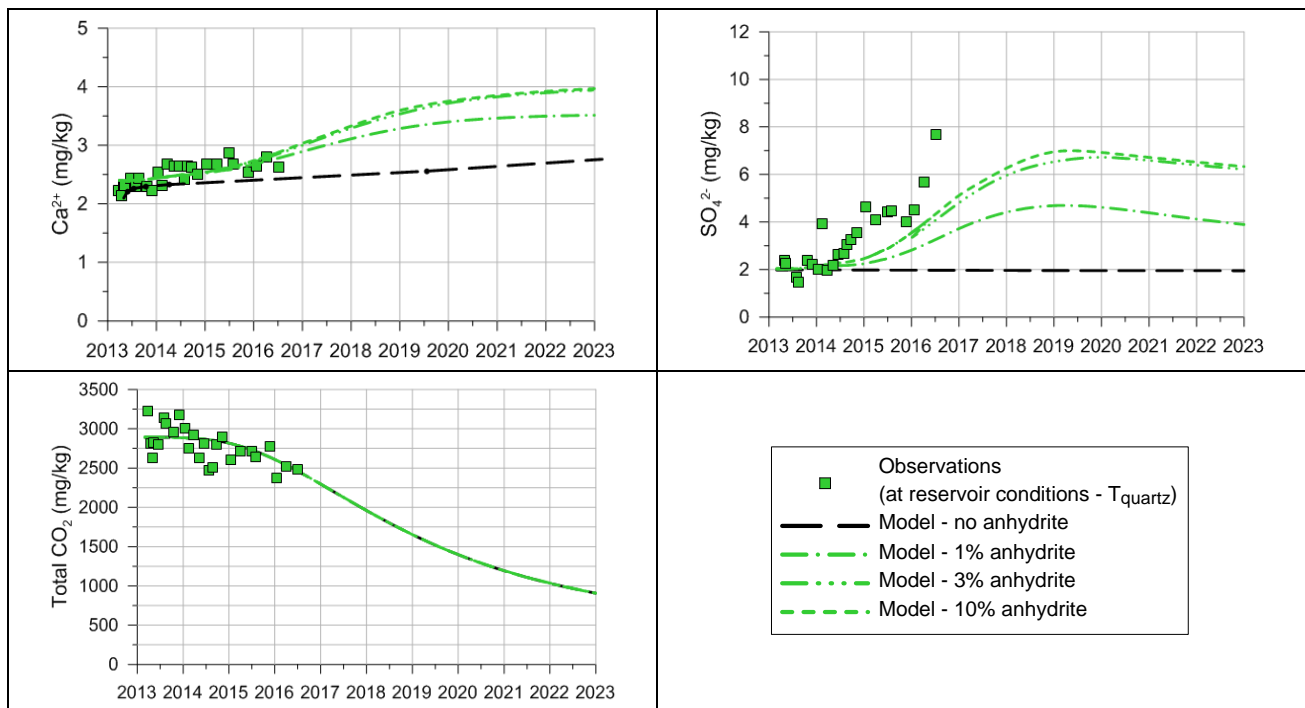 5
4
3
2
1
0
Ca2+ (mg/kg)
2013 2014 2015 2016 2017 2018 2019 2020 2021 2022 2023
12
10
8
6
4
2
0
SO42- (mg/kg)
2013 2014 2015 2016 2017 2018 2019 2020 2021 2022 2023
3500
3000
2500
2000
1500
1000
500
0
Total CO2 (mg/kg)
2013 2014 2015 2016 2017 2018 2019 2020 2021 2022 2023
Observations
(at reservoir conditions - Tquartz)
Model - no anhydrite
Model - 1% anhydrite
Model - 3% anhydrite
Model - 10% anhydrite